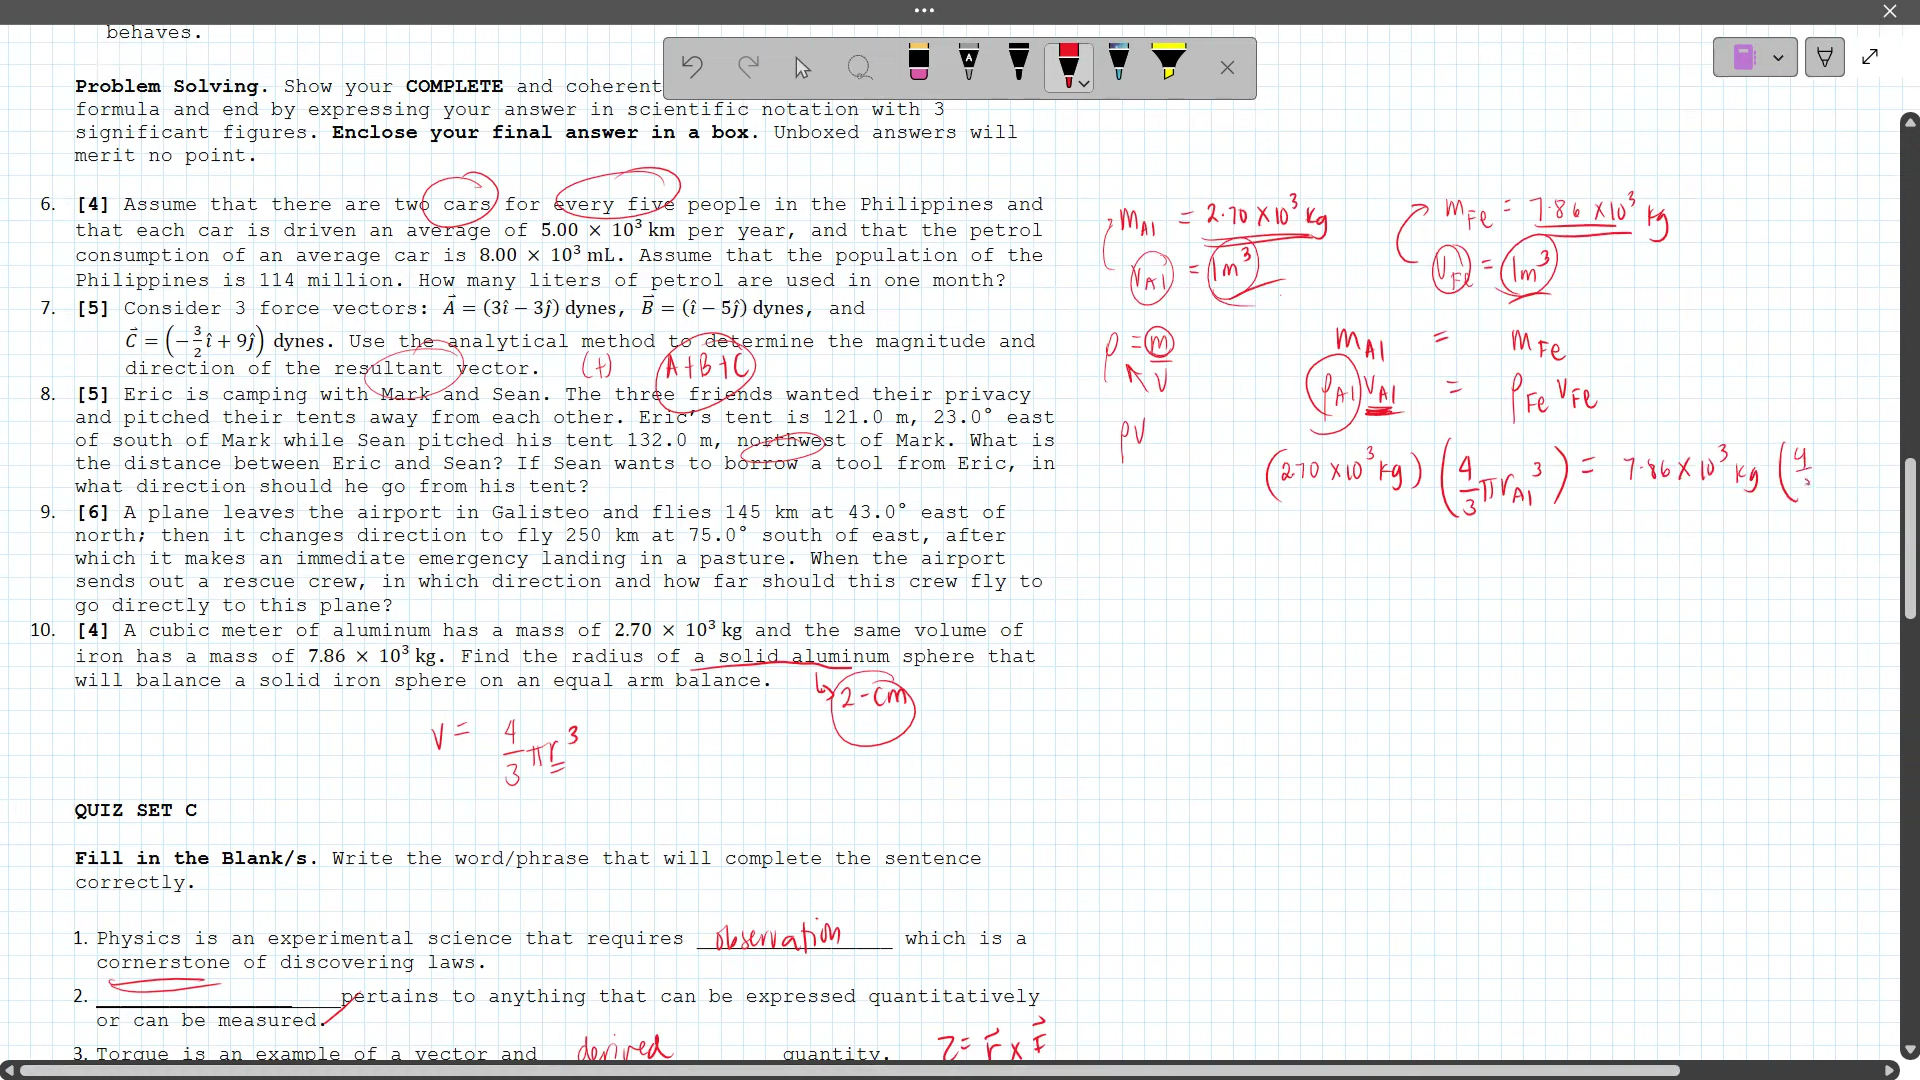 behaves.
Problem Solving. Show your COMPLETE and coherent
formula and end by expressing your answer in scientific notation with 3
significant figures. Enclose your final answer in a box. Unboxed answers will
merit no point.
6. [4] Assume that there are two cars for every five people in the Philippines and
that each car is driven an average of 5.00 × 10³ km per year, and that the petrol
consumption of an average car is 8.00 × 10³ mL. Assume that the population of the
Philippines is 114 million. How many liters of petrol are used in one month?
7. [5] Consider 3 force vectors: A⃗ = (3î − 3ĵ) dynes, B⃗ = (î − 5ĵ) dynes, and
C⃗ = (−3/2 î + 9ĵ) dynes. Use the analytical method to determine the magnitude and
direction of the resultant vector. (+) A+B+C
8. [5] Eric is camping with Mark and Sean. The three friends wanted their privacy
and pitched their tents away from each other. Eric's tent is 121.0 m, 23.0° east
of south of Mark while Sean pitched his tent 132.0 m, northwest of Mark. What is
the distance between Eric and Sean? If Sean wants to borrow a tool from Eric, in
what direction should he go from his tent?
9. [6] A plane leaves the airport in Galisteo and flies 145 km at 43.0° east of
north; then it changes direction to fly 250 km at 75.0° south of east, after
which it makes an immediate emergency landing in a pasture. When the airport
sends out a rescue crew, in which direction and how far should this crew fly to
go directly to this plane?
10. [4] A cubic meter of aluminum has a mass of 2.70 × 10³ kg and the same volume of
iron has a mass of 7.86 × 10³ kg. Find the radius of a solid aluminum sphere that
will balance a solid iron sphere on an equal arm balance.
2-cm
V = 4/3 πr³
QUIZ SET C
Fill in the Blank/s. Write the word/phrase that will complete the sentence
correctly.
1. Physics is an experimental science that requires observation which is a
cornerstone of discovering laws.
2. ____________________pertains to anything that can be expressed quantitatively
or can be measured.
3. Torque is an example of a vector and derived quantity. τ = r⃗ × F⃗
m_Al = 2.70 × 10³ kg
V_Al = 1m³
m_Fe = 7.86 × 10³ kg
V_Fe = 1m³
ρ = m/V
ρV
m_Al = m_Fe
ρ_Al V_Al = ρ_Fe V_Fe
(2.70 × 10³ kg) (4/3 πr_Al³) = 7.86 × 10³ kg (4/